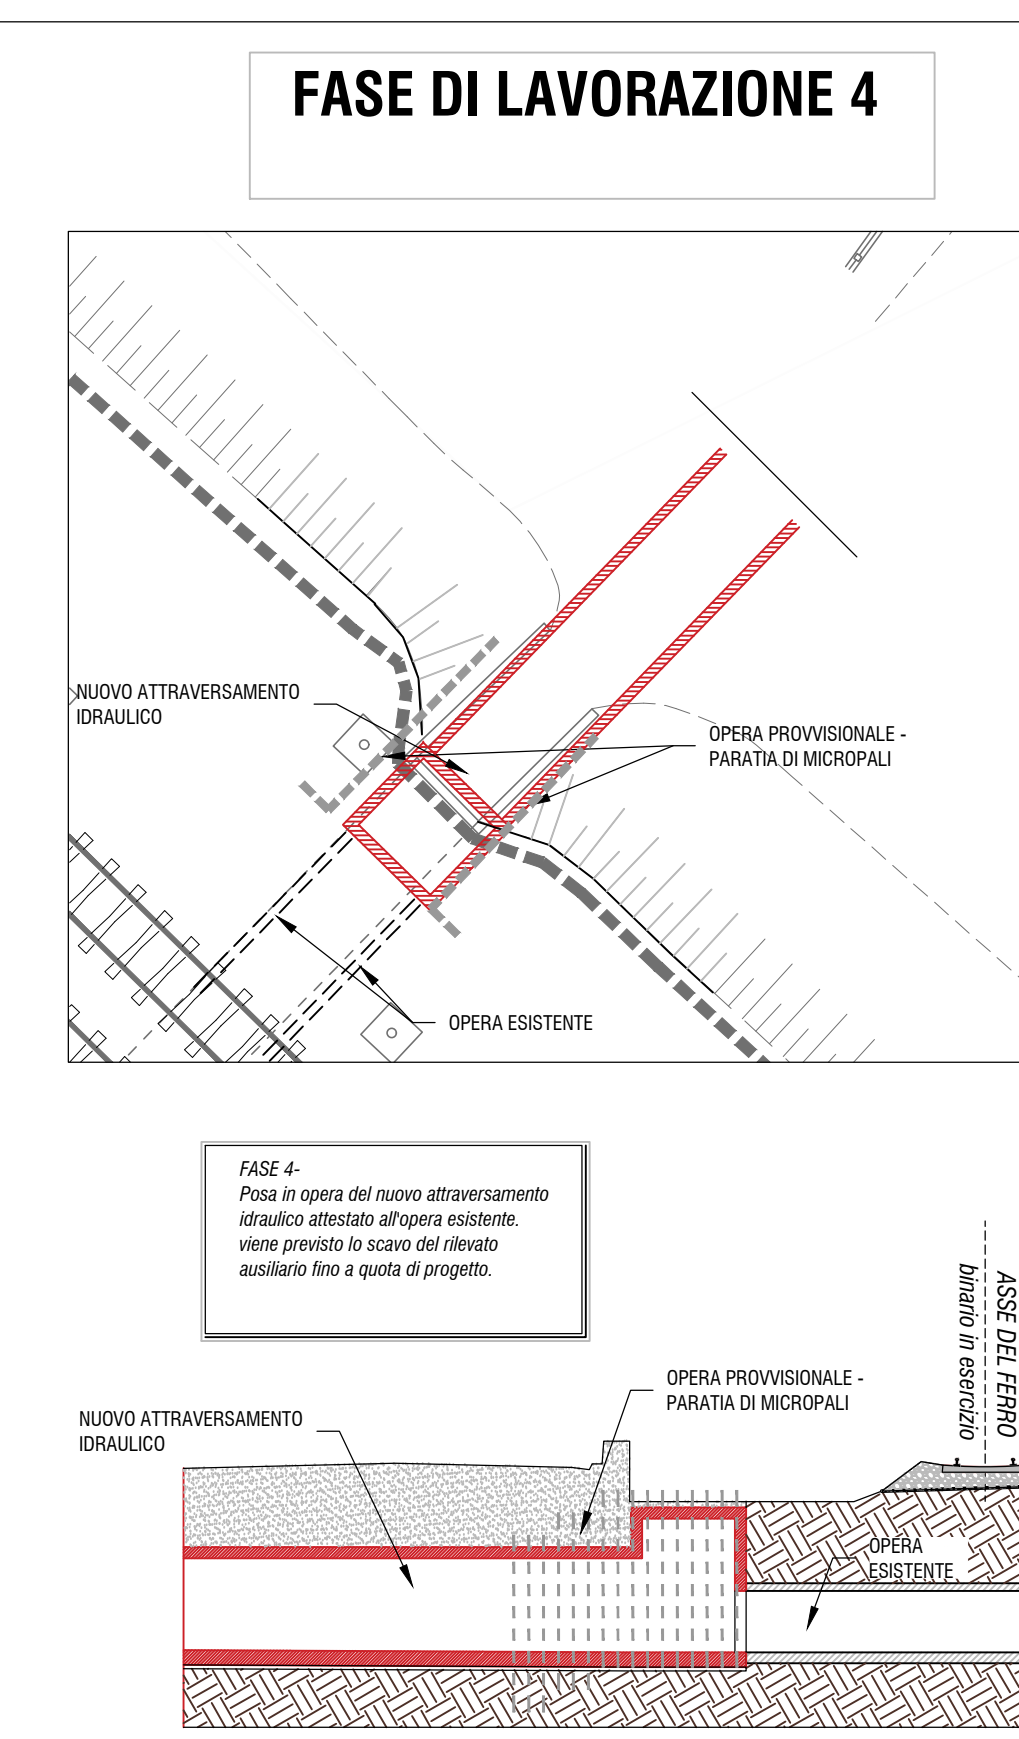 FASE DI LAVORAZIONE 4
NUOVO ATTRAVERSAMENTO
IDRAULICO
OPERA PROVVISIONALE -
PARATIA DI MICROPALI
OPERA ESISTENTE
FASE 4-
Posa in opera del nuovo attraversamento
idraulico attestato all'opera esistente.
viene previsto lo scavo del rilevato
ausiliario fino a quota di progetto.
ASSE DEL FERRO
binario in esercizio
OPERA PROVVISIONALE -
PARATIA DI MICROPALI
NUOVO ATTRAVERSAMENTO
IDRAULICO
OPERA
ESISTENTE